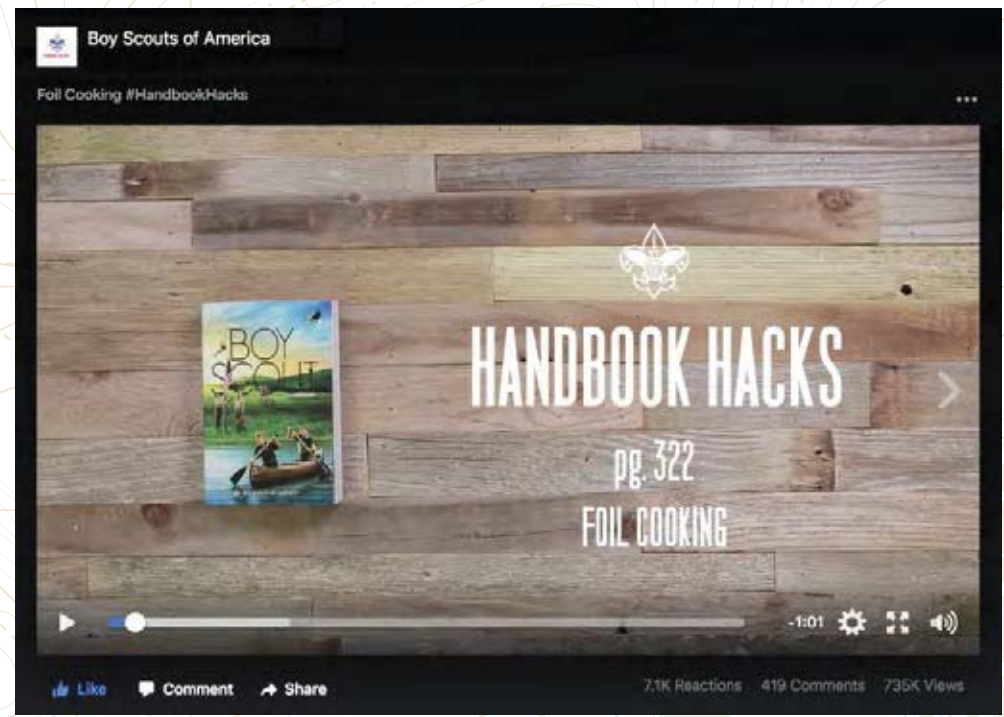 Boy Scouts of America
Foil Cooking #HandbookHacks
BOY
SCOUT
HANDBOOK HACKS
pg. 322
FOIL COOKING
-1:01
Like Comment Share 7.1K Reactions 419 Comments 735K Views